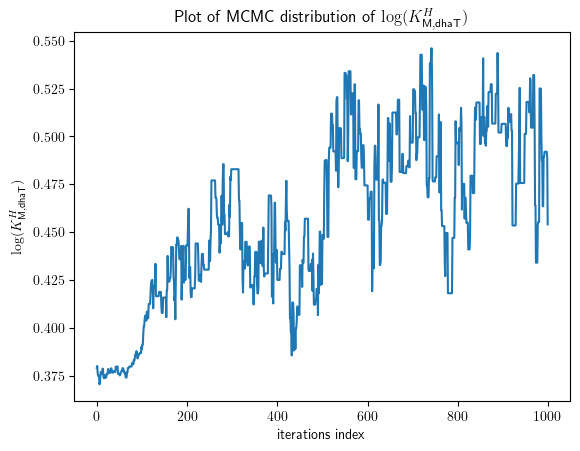 Plot of MCMC distribution of log(K^H_M,dhaT)
log(K^H_M,dhaT)
0.550
0.525
0.500
0.475
0.450
0.425
0.400
0.375
0 200 400 600 800 1000
iterations index